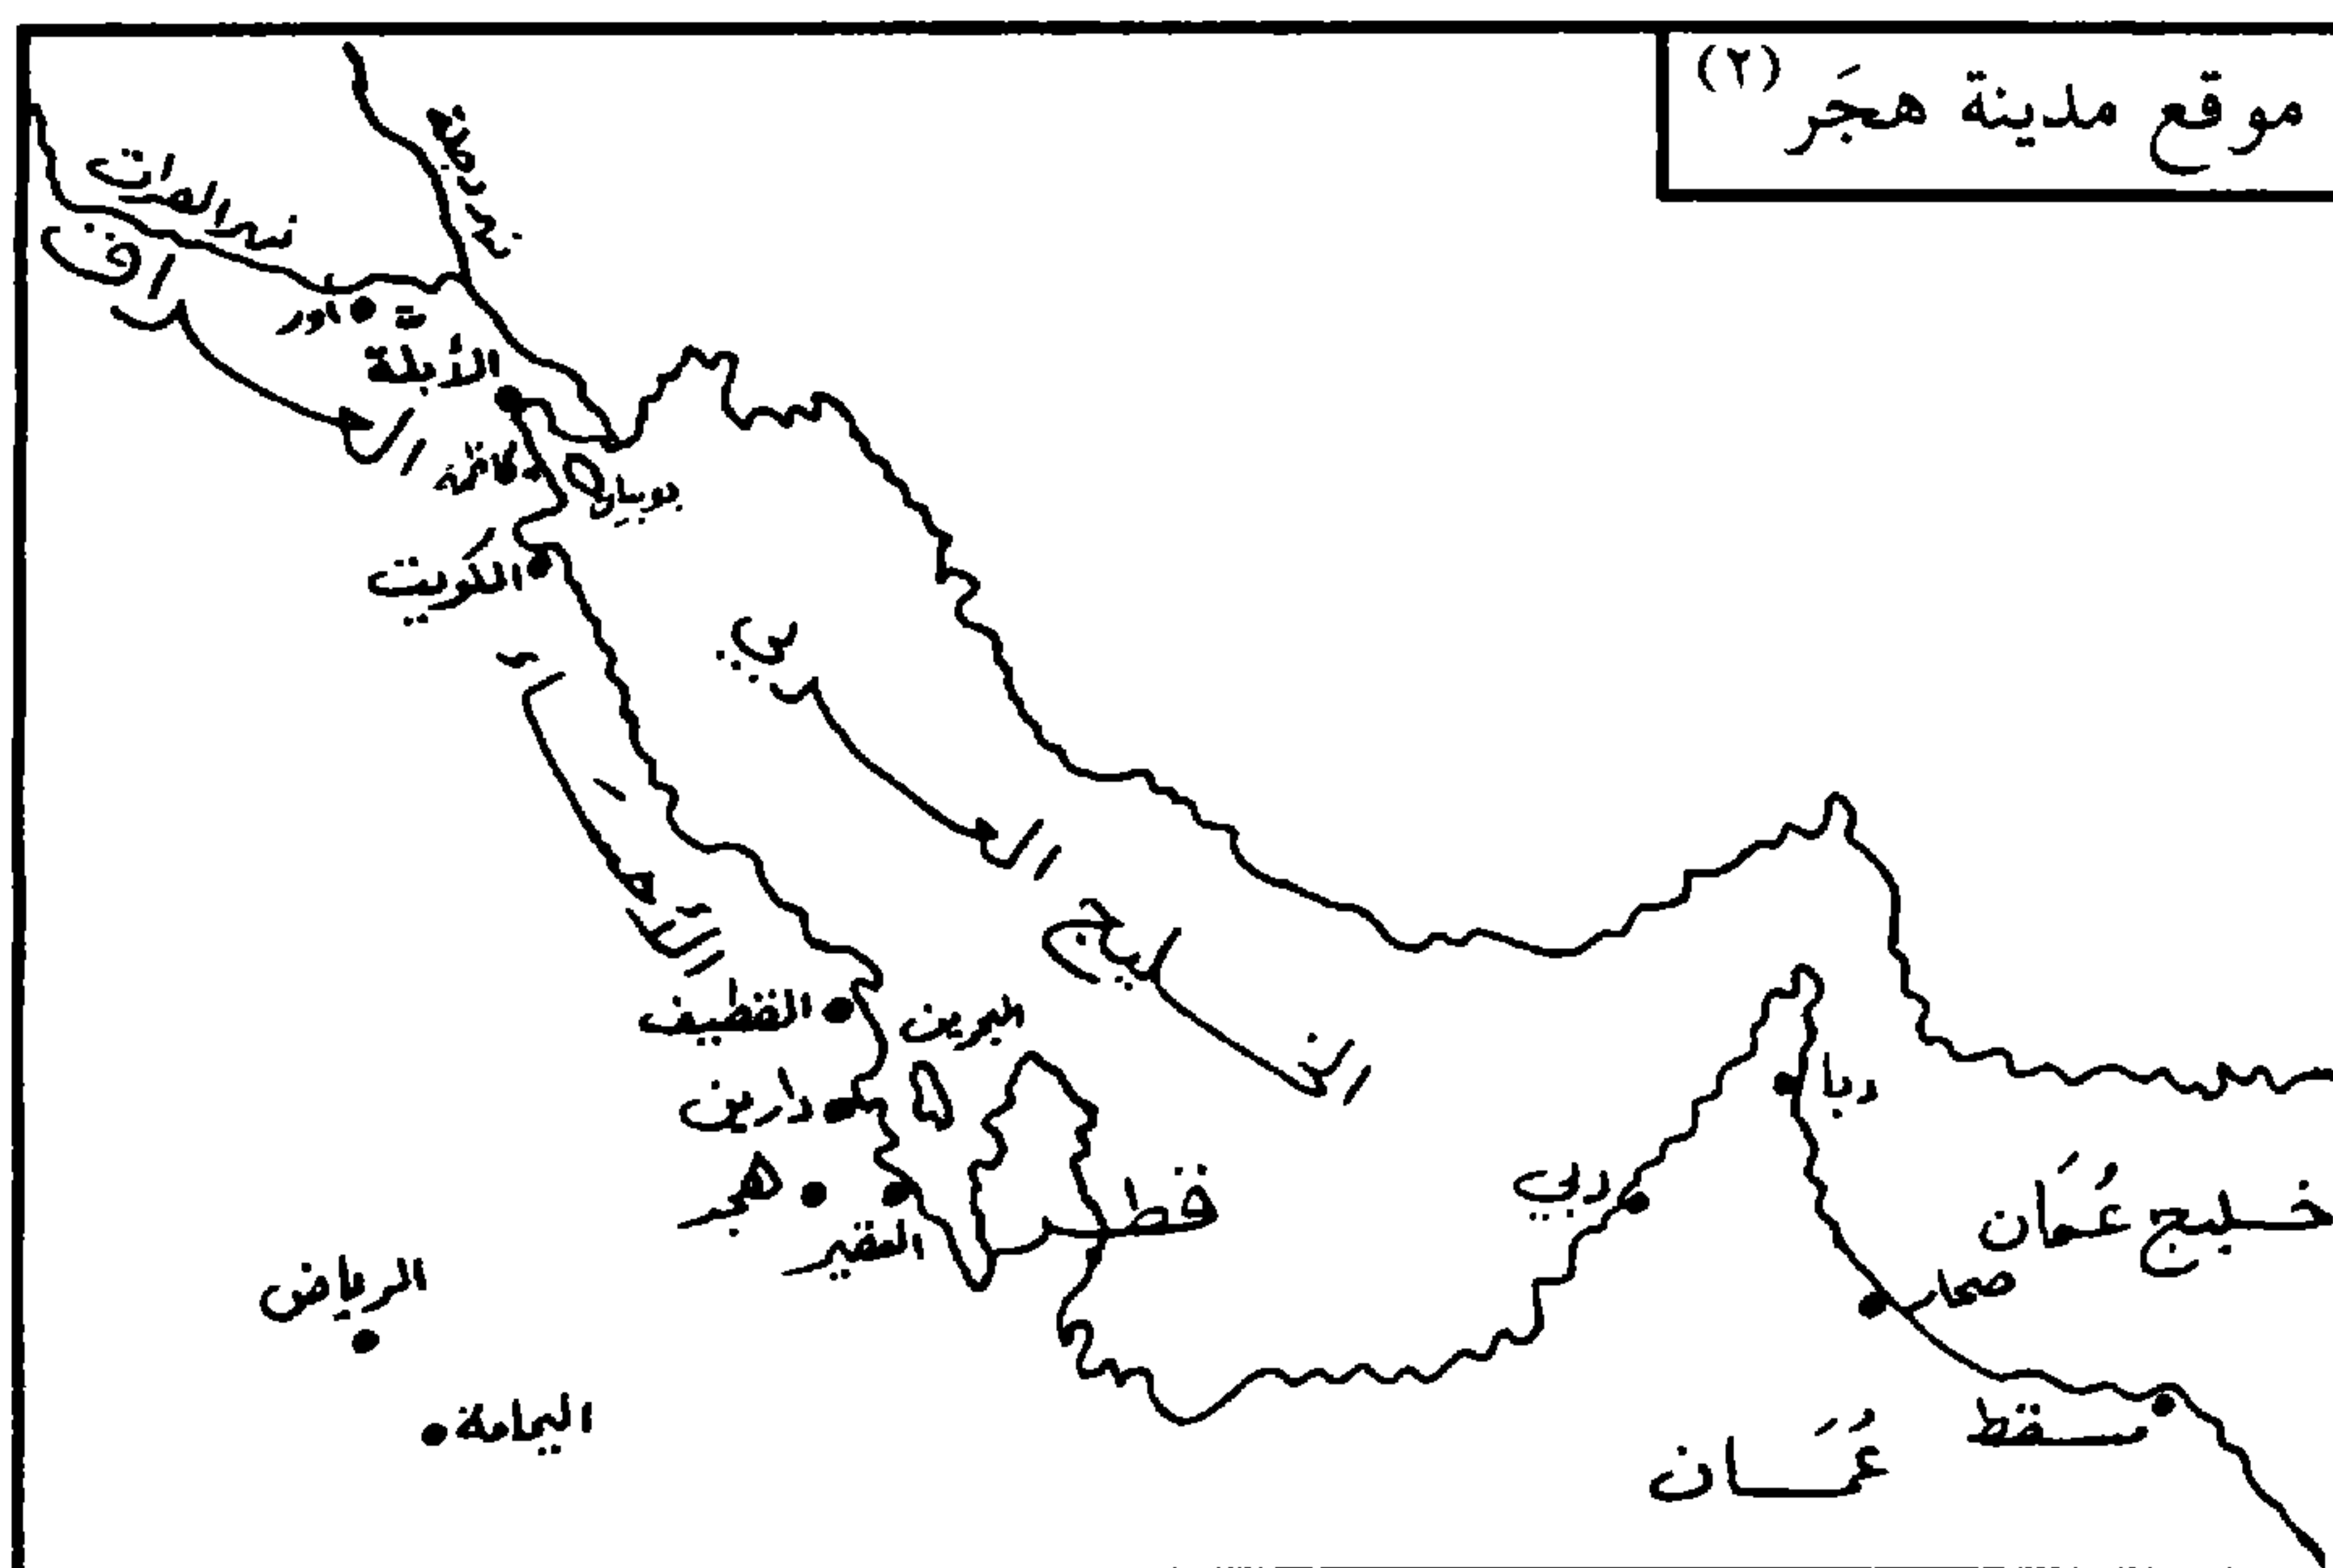 موقع مدينة هجَر (٢)
نهر دجلة
نهر الفرات
العراق
أور
الأبلة
كاظمة
بوبيان
الكويت
الخليج العربي
القطيف
البحرين
دارين
هجر
العقير
قطر
الرياض
اليمامة
دبي
دبا
خليج عُمَان
صحار
مسقط
عُمَــان